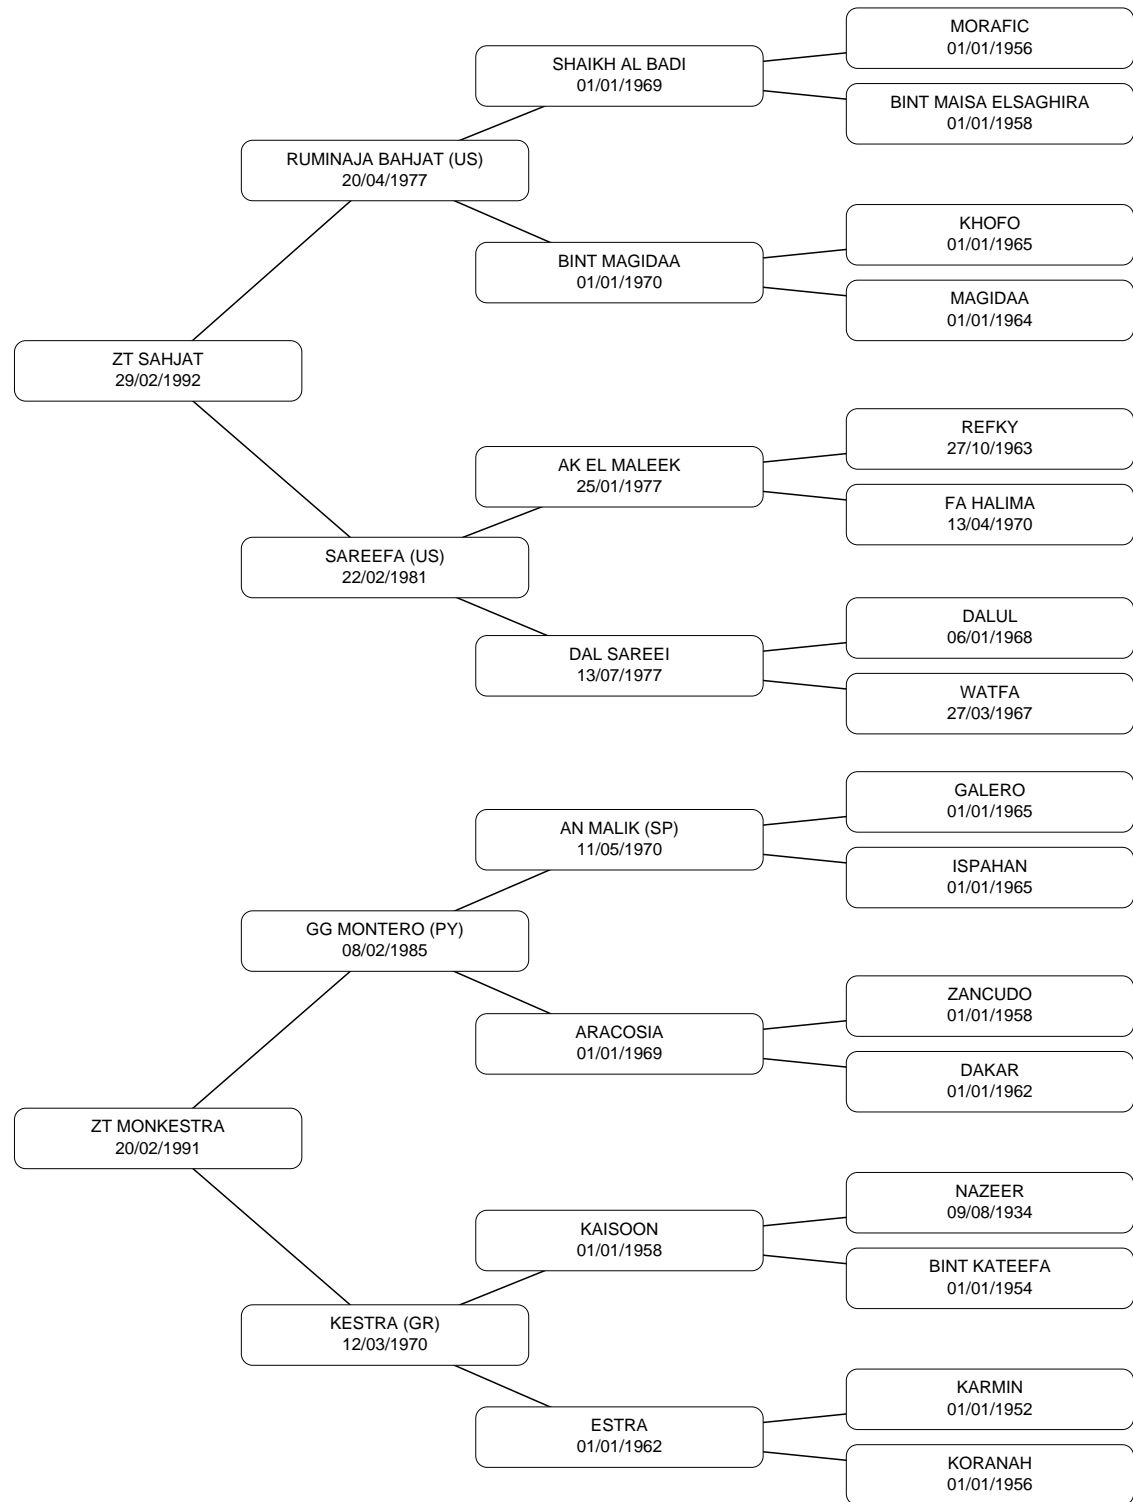 MORAFIC
01/01/1956
SHAIKH AL BADI
01/01/1969
BINT MAISA ELSAGHIRA
01/01/1958
RUMINAJA BAHJAT (US)
20/04/1977
KHOFO
01/01/1965
BINT MAGIDAA
01/01/1970
MAGIDAA
01/01/1964
ZT SAHJAT
29/02/1992
REFKY
27/10/1963
AK EL MALEEK
25/01/1977
FA HALIMA
13/04/1970
SAREEFA (US)
22/02/1981
DALUL
06/01/1968
DAL SAREEI
13/07/1977
WATFA
27/03/1967
GALERO
01/01/1965
AN MALIK (SP)
11/05/1970
ISPAHAN
01/01/1965
GG MONTERO (PY)
08/02/1985
ZANCUDO
01/01/1958
ARACOSIA
01/01/1969
DAKAR
01/01/1962
ZT MONKESTRA
20/02/1991
NAZEER
09/08/1934
KAISOON
01/01/1958
BINT KATEEFA
01/01/1954
KESTRA (GR)
12/03/1970
KARMIN
01/01/1952
ESTRA
01/01/1962
KORANAH
01/01/1956